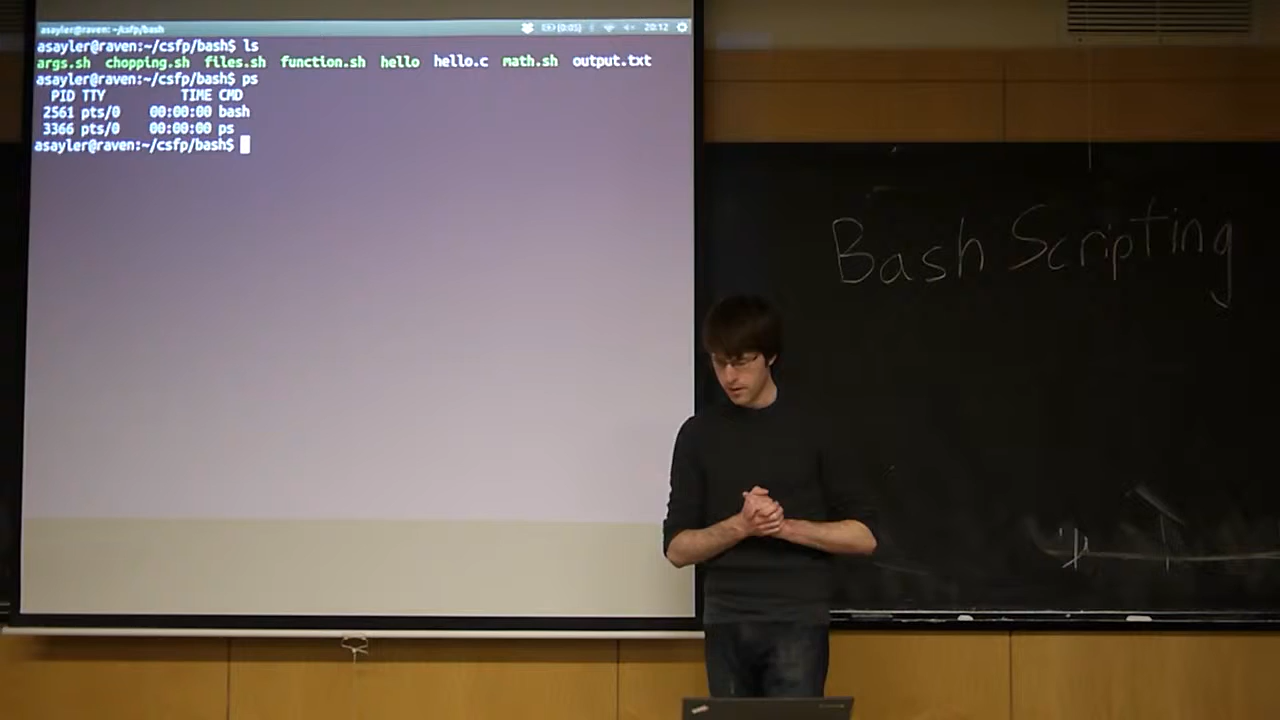 asayler@raven: ~/csfp/bash
(0:05) 20:12
asayler@raven:~/csfp/bash$ ls
args.sh chopping.sh files.sh function.sh hello hello.c math.sh output.txt
asayler@raven:~/csfp/bash$ ps
PID TTY TIME CMD
2561 pts/0 00:00:00 bash
3366 pts/0 00:00:00 ps
asayler@raven:~/csfp/bash$
Bash Scripting